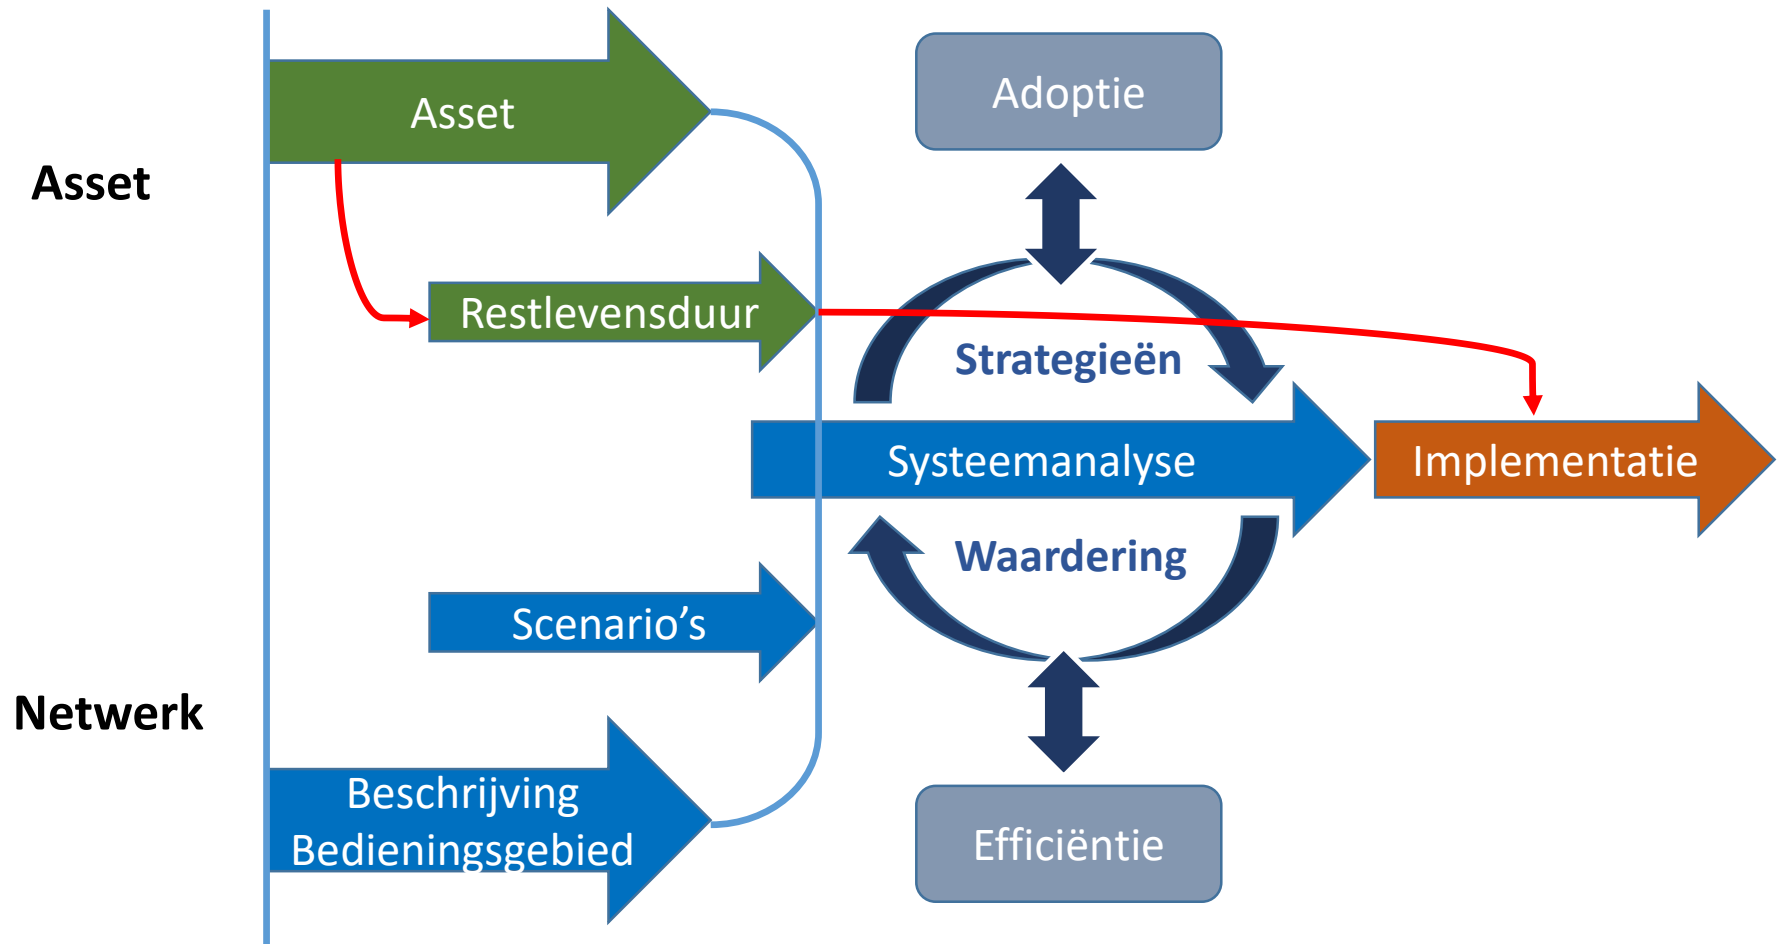 Asset
Adoptie
Asset
Restlevensduur
Strategieën
Systeemanalyse
Implementatie
Waardering
Scenario’s
Netwerk
Beschrijving
Bedieningsgebied
Efficiëntie